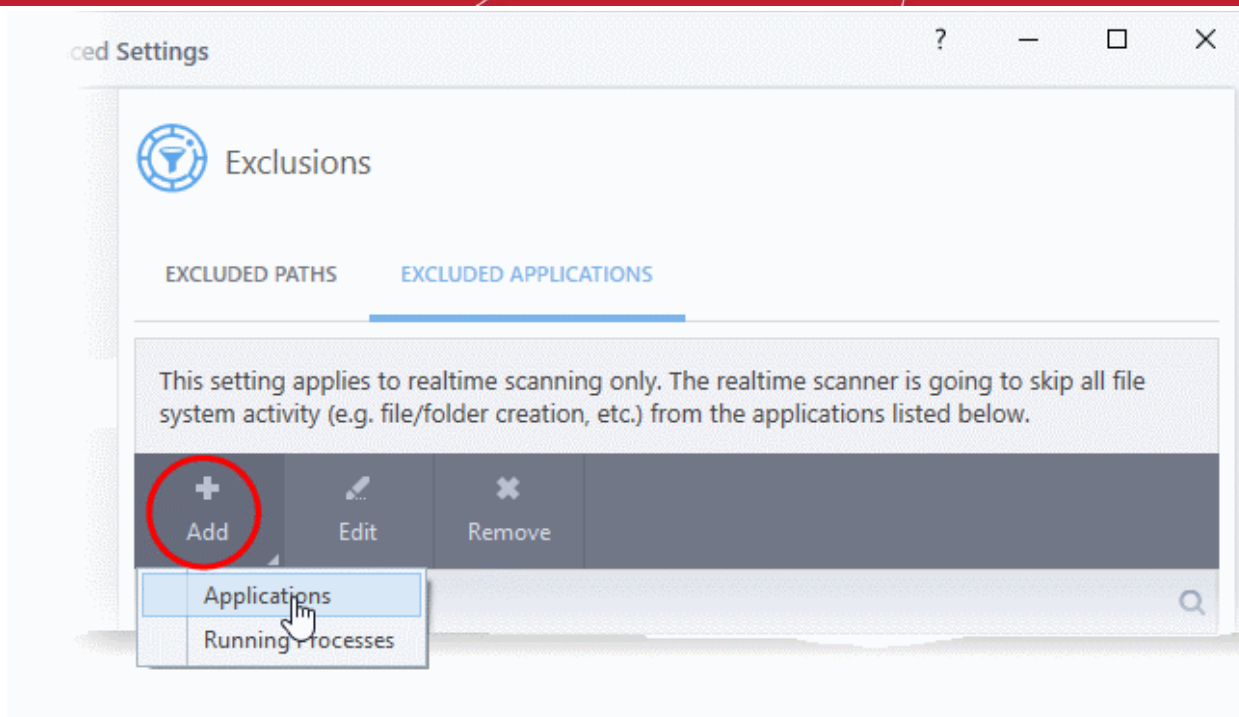 ced Settings
?
Exclusions
EXCLUDED PATHS EXCLUDED APPLICATIONS
This setting applies to realtime scanning only. The realtime scanner is going to skip all file
system activity (e.g. file/folder creation, etc.) from the applications listed below.
Add Edit Remove
Applications
Running Processes